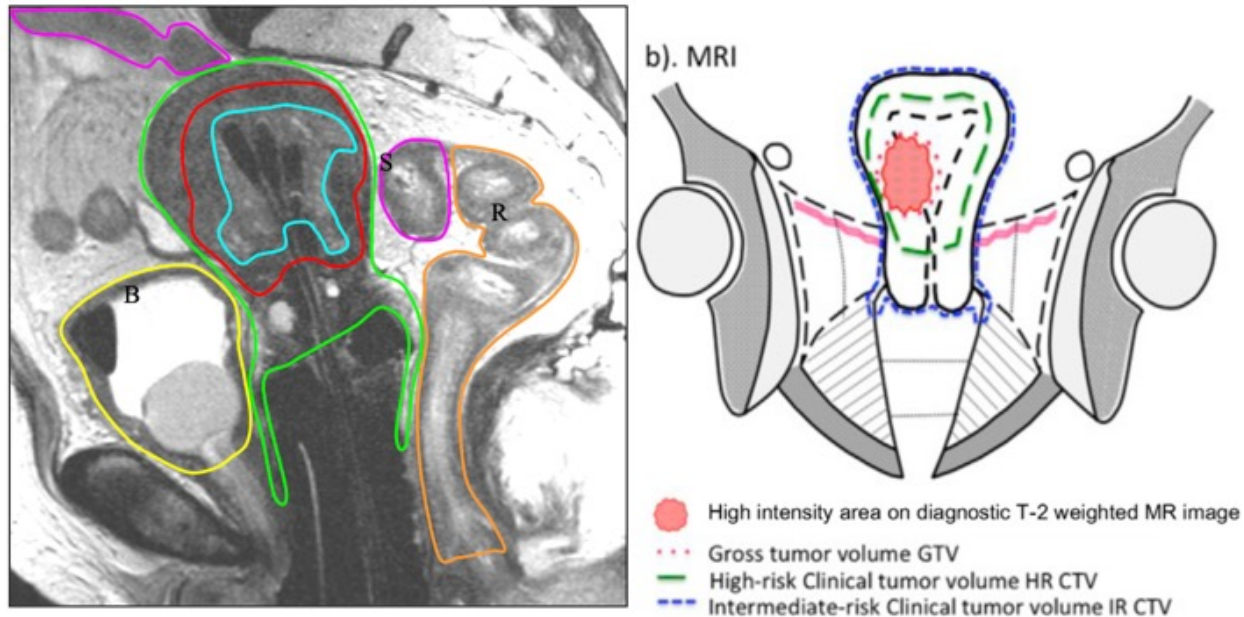 S
R
B
b). MRI
High intensity area on diagnostic T-2 weighted MR image
Gross tumor volume GTV
High-risk Clinical tumor volume HR CTV
Intermediate-risk Clinical tumor volume IR CTV